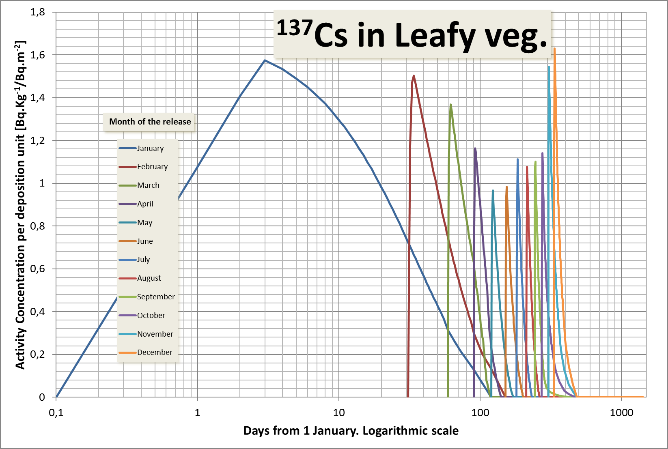 ¹³⁷Cs in Leafy veg.
Activity Concentration per deposition unit [Bq.Kg⁻¹/Bq.m⁻²]
1,8
1,6
1,4
1,2
1
0,8
0,6
0,4
0,2
0
Month of the release
January
February
March
April
May
June
July
August
September
October
November
December
0,1
1
10
100
1000
Days from 1 January. Logarithmic scale